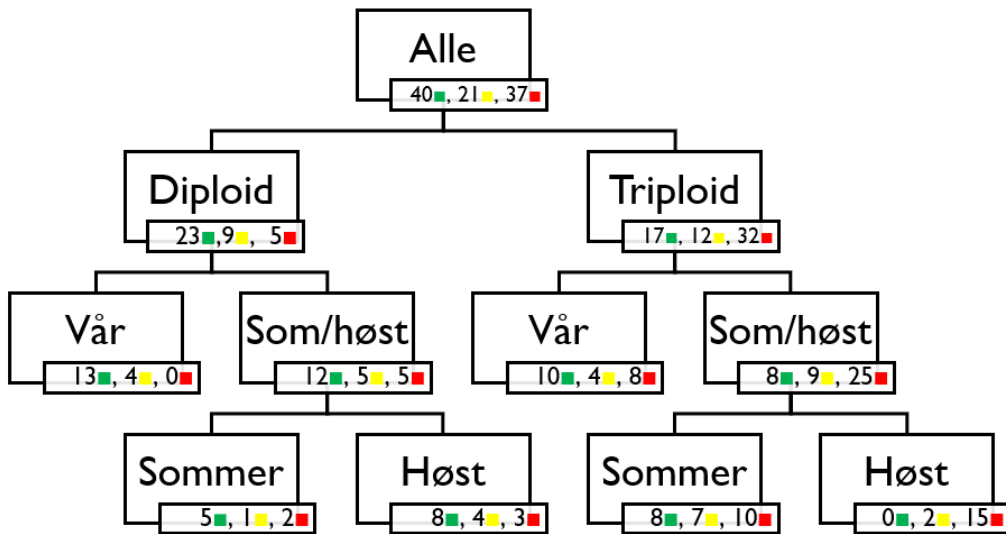 Alle
40■, 21■, 37■
Diploid
23■,9■, 5■
Triploid
17■, 12■, 32■
Vår
13■, 4■, 0■
Som/høst
12■, 5■, 5■
Vår
10■, 4■, 8■
Som/høst
8■, 9■, 25■
Sommer
5■, 1■, 2■
Høst
8■, 4■, 3■
Sommer
8■, 7■, 10■
Høst
0■, 2■, 15■